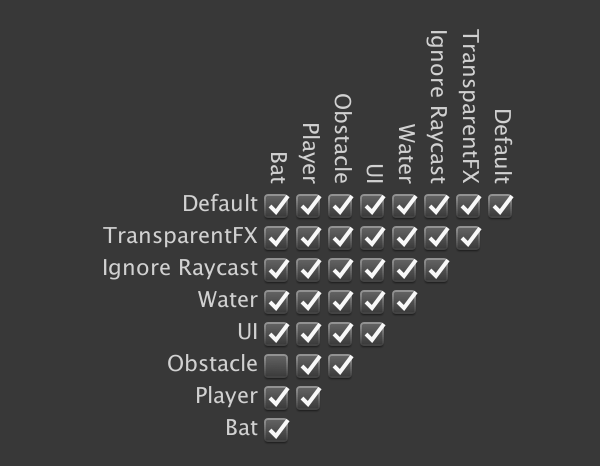 Bat
Player
Obstacle
UI
Water
Ignore Raycast
TransparentFX
Default
Default
TransparentFX
Ignore Raycast
Water
UI
Obstacle
Player
Bat